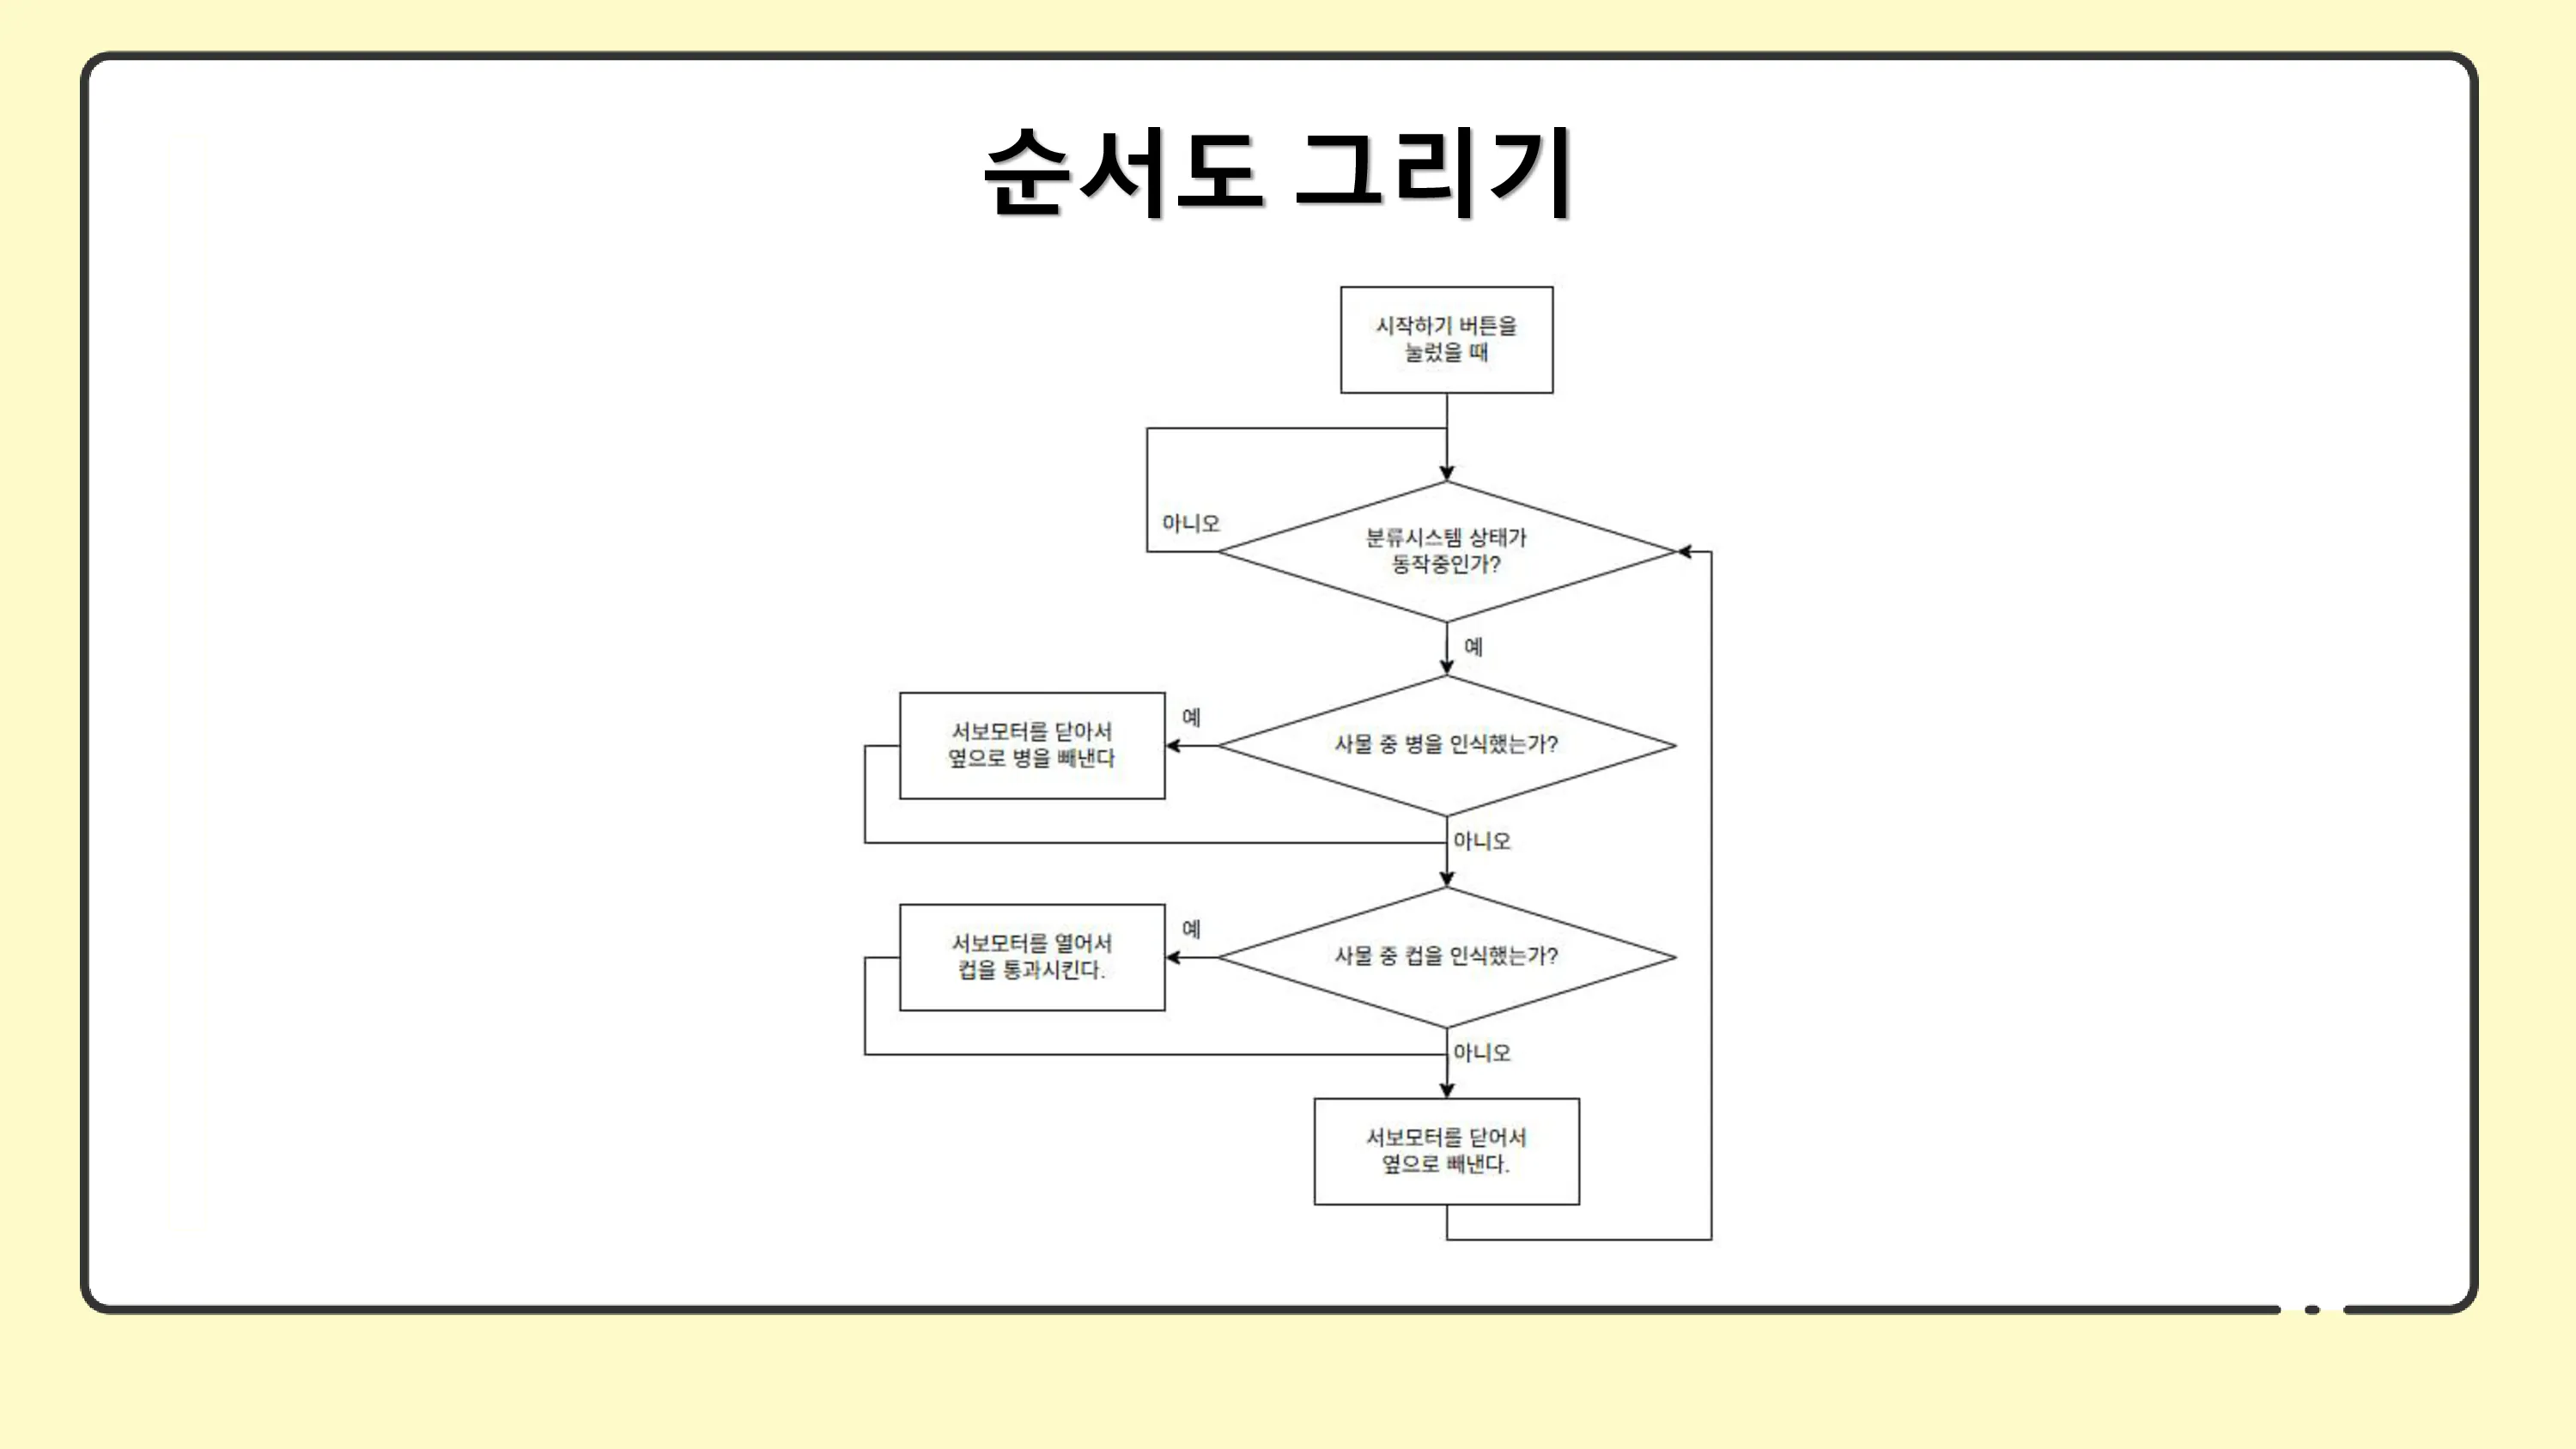 순서도 그리기
시작하기 버튼을
눌렀을 때
아니오
분류시스템 상태가
동작중인가?
예
서보모터를 닫아서
옆으로 병을 빼낸다
예
사물 중 병을 인식했는가?
아니오
서보모터를 열어서
컵을 통과시킨다.
예
사물 중 컵을 인식했는가?
아니오
서보모터를 닫어서
옆으로 빼낸다.